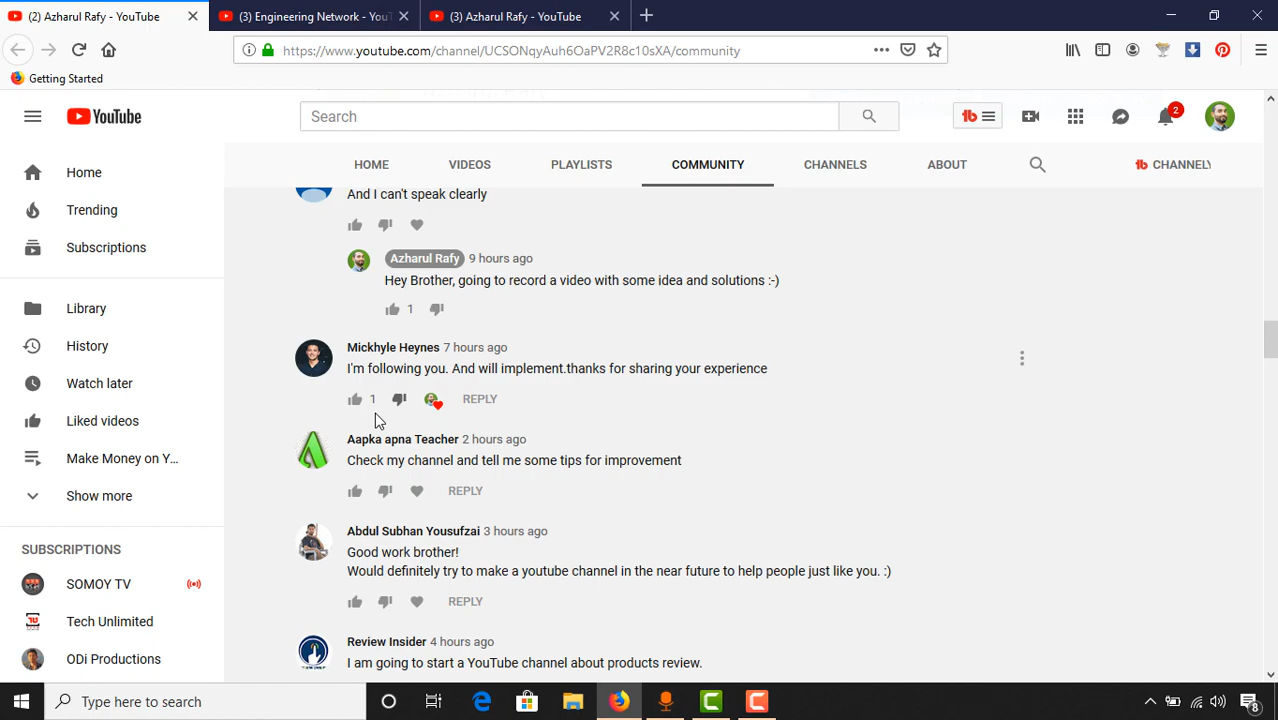 (2) Azharul Rafy - YouTube
(3) Engineering Network - YouT
(3) Azharul Rafy - YouTube
https://www.youtube.com/channel/UCSONqyAuh6OaPV2R8c10sXA/community
Getting Started
YouTube
Search
2
Home
Trending
Subscriptions
Library
History
Watch later
Liked videos
Make Money on Y...
Show more
SUBSCRIPTIONS
SOMOY TV
Tech Unlimited
ODi Productions
HOME
VIDEOS
PLAYLISTS
COMMUNITY
CHANNELS
ABOUT
CHANNELY
And I can't speak clearly
Azharul Rafy 9 hours ago
Hey Brother, going to record a video with some idea and solutions :-)
1
Mickhyle Heynes 7 hours ago
I'm following you. And will implement.thanks for sharing your experience
1 REPLY
Aapka apna Teacher 2 hours ago
Check my channel and tell me some tips for improvement
REPLY
Abdul Subhan Yousufzai 3 hours ago
Good work brother!
Would definitely try to make a youtube channel in the near future to help people just like you. :)
REPLY
Review Insider 4 hours ago
I am going to start a YouTube channel about products review.
Type here to search
8